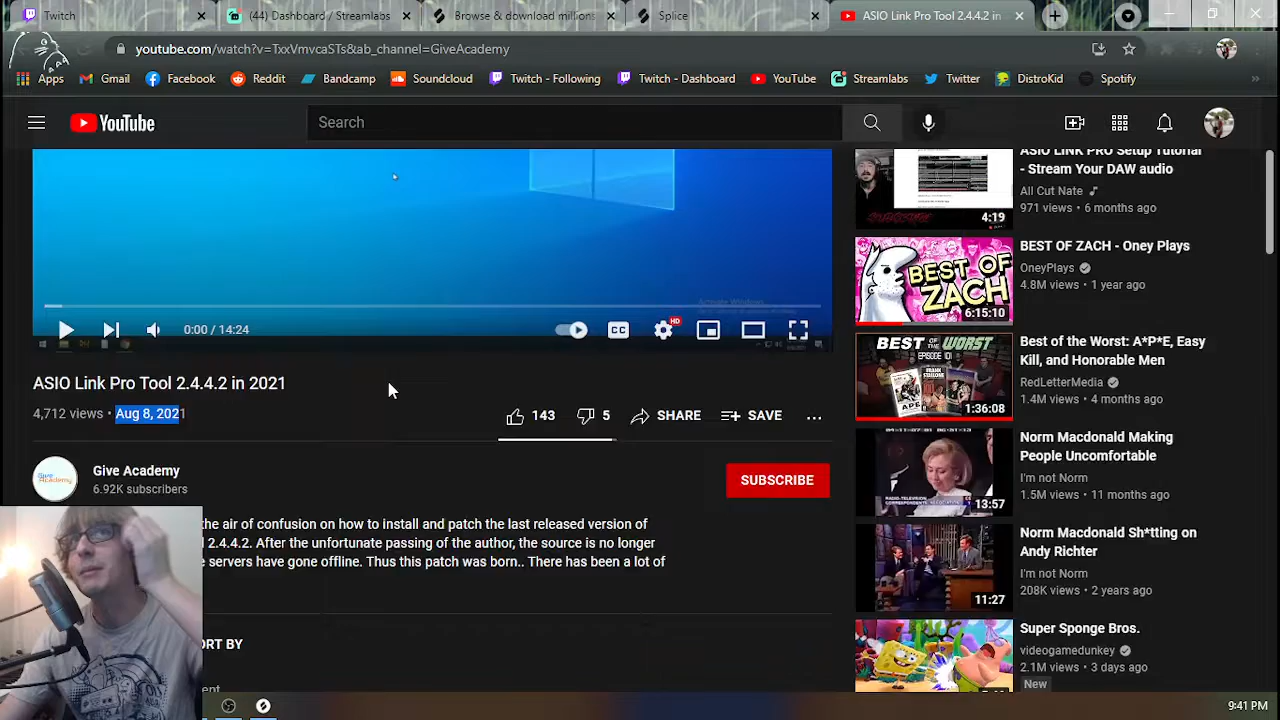 Twitch
(44) Dashboard / Streamlabs
Browse & download millions
Splice
ASIO Link Pro Tool 2.4.4.2 in
youtube.com/watch?v=TxxVmvcaSTs&ab_channel=GiveAcademy
Apps
Gmail
Facebook
Reddit
Bandcamp
Soundcloud
Twitch - Following
Twitch - Dashboard
YouTube
Streamlabs
Twitter
DistroKid
Spotify
»
YouTube
Search
Activate Windows
0:00 / 14:24
CC
HD
ASIO Link Pro Tool 2.4.4.2 in 2021
4,712 views • Aug 8, 2021
143
5
SHARE
SAVE
Give Academy
6.92K subscribers
SUBSCRIBE
he air of confusion on how to install and patch the last released version of
2.4.4.2. After the unfortunate passing of the author, the source is no longer
servers have gone offline. Thus this patch was born.. There has been a lot of
ORT BY
ASIO LINK PRO Setup Tutorial
- Stream Your DAW audio
All Cut Nate
971 views • 6 months ago
4:19
BEST OF ZACH - Oney Plays
OneyPlays
4.8M views • 1 year ago
BEST OF
ZACH
6:15:10
Best of the Worst: A*P*E, Easy
Kill, and Honorable Men
RedLetterMedia
1.4M views • 4 months ago
BEST OF THE WORST
EPISODE 101
APE
1:36:08
Norm Macdonald Making
People Uncomfortable
I'm not Norm
1.5M views • 11 months ago
13:57
Norm Macdonald Sh*tting on
Andy Richter
I'm not Norm
208K views • 2 years ago
11:27
Super Sponge Bros.
videogamedunkey
2.1M views • 3 days ago
New
9:41 PM